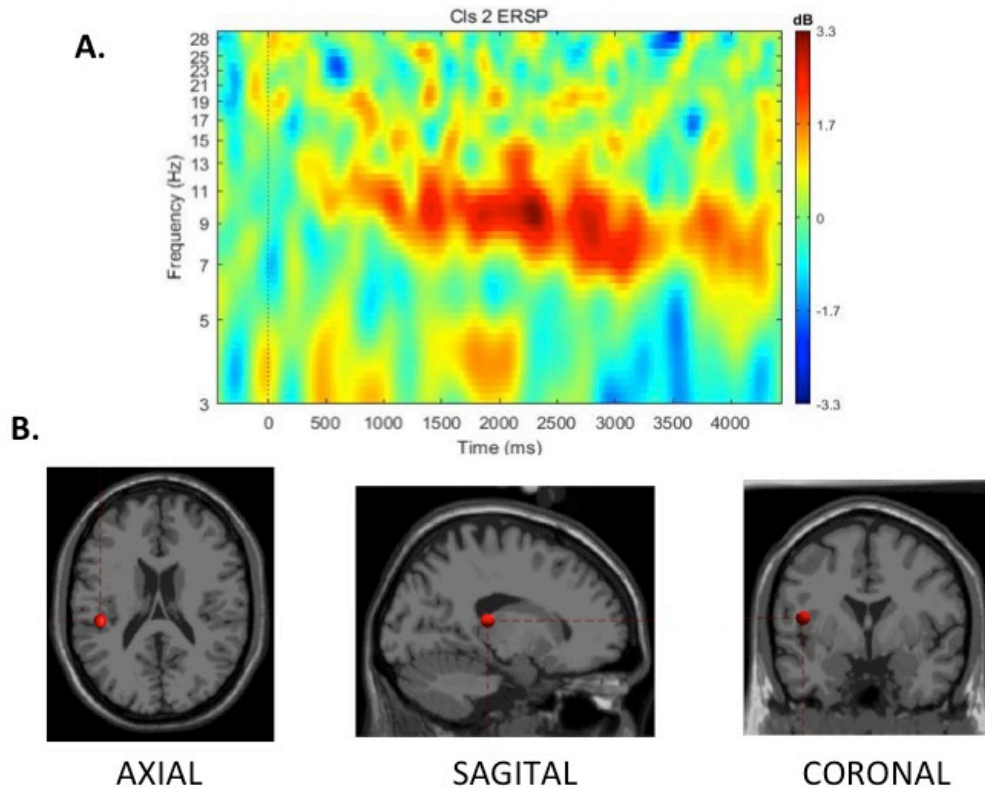 A.
Cls 2 ERSP
dB
Frequency (Hz)
28
25
23
21
19
17
15
13
11
9
7
5
3
3.3
1.7
0
-1.7
-3.3
0 500 1000 1500 2000 2500 3000 3500 4000
Time (ms)
B.
AXIAL SAGITAL CORONAL